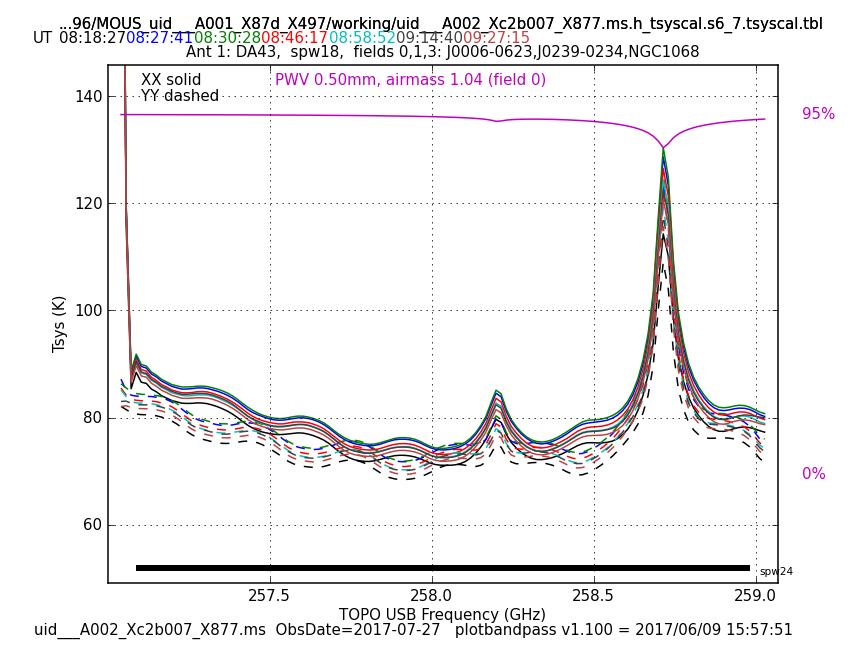 ...96/MOUS_uid___A001_X87d_X497/working/uid___A002_Xc2b007_X877.ms.h_tsyscal.s6_7.tsyscal.tbl
UT 08:18:27 08:27:41 08:30:28 08:46:17 08:58:52 09:14:40 09:27:15
Ant 1: DA43, spw18, fields 0,1,3: J0006-0623,J0239-0234,NGC1068
XX solid
YY dashed
PWV 0.50mm, airmass 1.04 (field 0)
95%
0%
140
120
100
80
60
Tsys (K)
spw24
257.5 258.0 258.5 259.0
TOPO USB Frequency (GHz)
uid___A002_Xc2b007_X877.ms ObsDate=2017-07-27 plotbandpass v1.100 = 2017/06/09 15:57:51